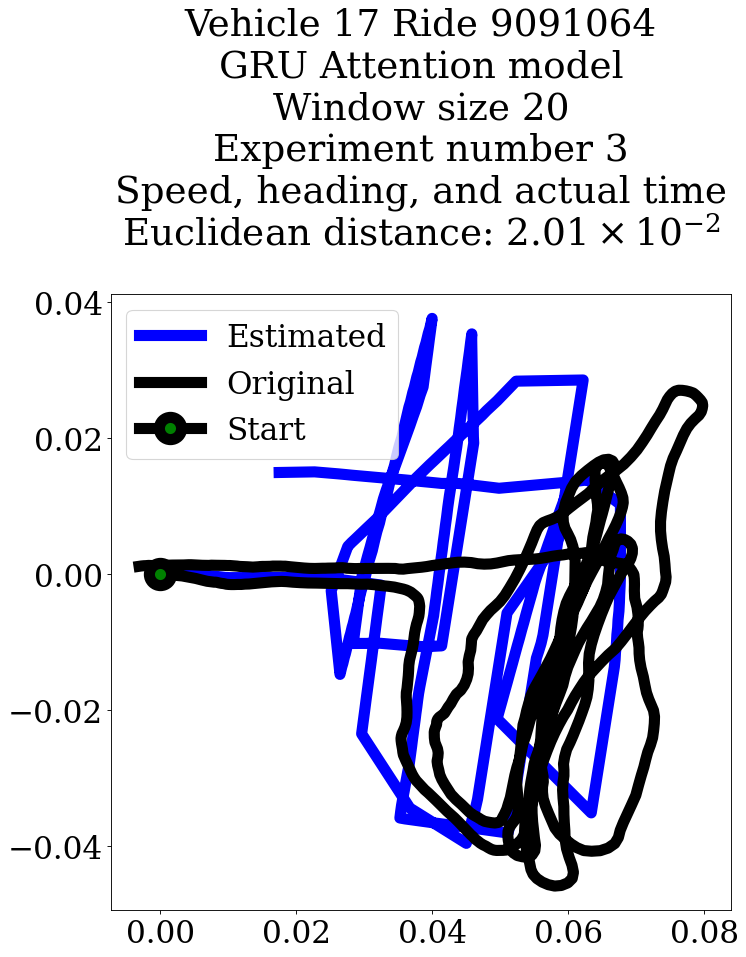 Vehicle 17 Ride 9091064
GRU Attention model
Window size 20
Experiment number 3
Speed, heading, and actual time
Euclidean distance: 2.01 × 10⁻²
0.04
Estimated
Original
Start
0.02
0.00
−0.02
−0.04
0.00 0.02 0.04 0.06 0.08